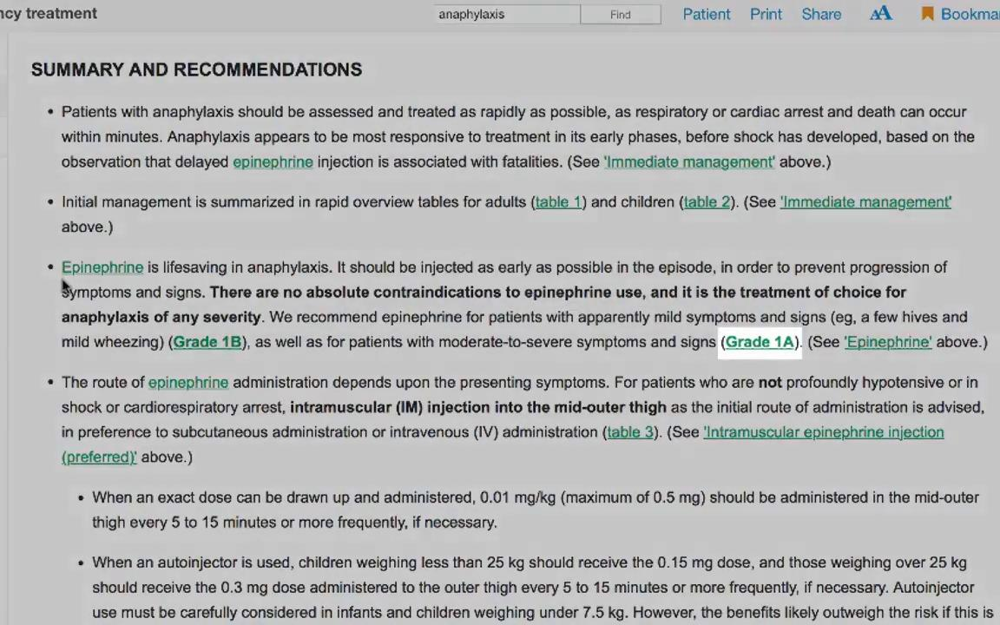 ncy treatment
anaphylaxis
Find
Patient
Print
Share
AA
Bookma
SUMMARY AND RECOMMENDATIONS
• Patients with anaphylaxis should be assessed and treated as rapidly as possible, as respiratory or cardiac arrest and death can occur
within minutes. Anaphylaxis appears to be most responsive to treatment in its early phases, before shock has developed, based on the
observation that delayed epinephrine injection is associated with fatalities. (See 'Immediate management' above.)
• Initial management is summarized in rapid overview tables for adults (table 1) and children (table 2). (See 'Immediate management'
above.)
• Epinephrine is lifesaving in anaphylaxis. It should be injected as early as possible in the episode, in order to prevent progression of
symptoms and signs. There are no absolute contraindications to epinephrine use, and it is the treatment of choice for
anaphylaxis of any severity. We recommend epinephrine for patients with apparently mild symptoms and signs (eg, a few hives and
mild wheezing) (Grade 1B), as well as for patients with moderate-to-severe symptoms and signs (Grade 1A). (See 'Epinephrine' above.)
• The route of epinephrine administration depends upon the presenting symptoms. For patients who are not profoundly hypotensive or in
shock or cardiorespiratory arrest, intramuscular (IM) injection into the mid-outer thigh as the initial route of administration is advised,
in preference to subcutaneous administration or intravenous (IV) administration (table 3). (See 'Intramuscular epinephrine injection
(preferred)' above.)
• When an exact dose can be drawn up and administered, 0.01 mg/kg (maximum of 0.5 mg) should be administered in the mid-outer
thigh every 5 to 15 minutes or more frequently, if necessary.
• When an autoinjector is used, children weighing less than 25 kg should receive the 0.15 mg dose, and those weighing over 25 kg
should receive the 0.3 mg dose administered to the outer thigh every 5 to 15 minutes or more frequently, if necessary. Autoinjector
use must be carefully considered in infants and children weighing under 7.5 kg. However, the benefits likely outweigh the risk if this is